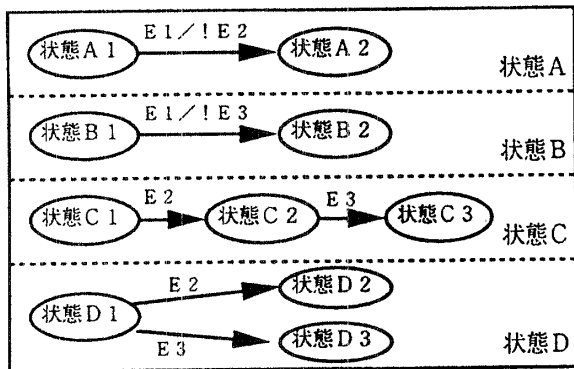 状態A1 E1/!E2 状態A2
状態A
状態B1 E1/!E3 状態B2
状態B
状態C1 E2 状態C2 E3 状態C3
状態C
状態D1 E2 状態D2
E3 状態D3
状態D